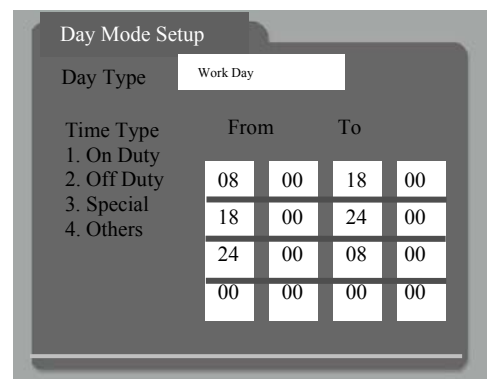 Day Mode Setup
Day Type Work Day
Time Type From To
1. On Duty 08 00 18 00
2. Off Duty 18 00 24 00
3. Special 24 00 08 00
4. Others 00 00 00 00